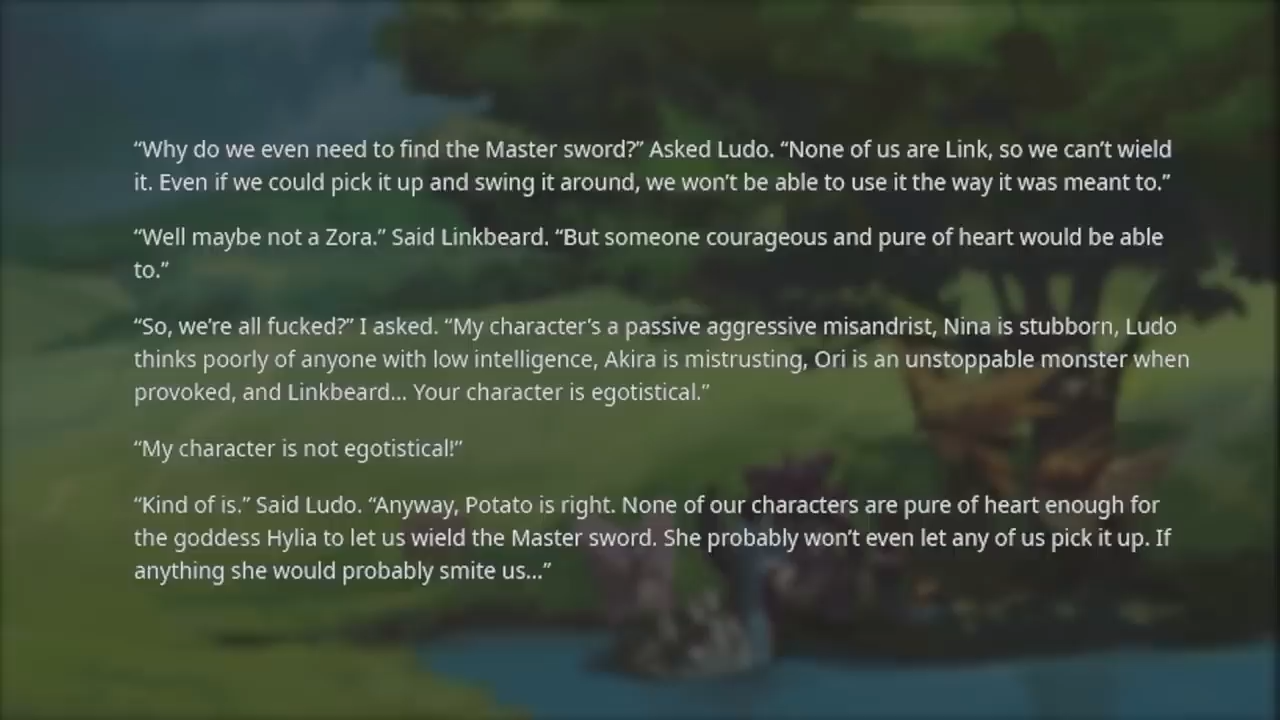 “Why do we even need to find the Master sword?” Asked Ludo. “None of us are Link, so we can’t wield
it. Even if we could pick it up and swing it around, we won’t be able to use it the way it was meant to.”
“Well maybe not a Zora.” Said Linkbeard. “But someone courageous and pure of heart would be able
to.”
“So, we’re all fucked?” I asked. “My character’s a passive aggressive misandrist, Nina is stubborn, Ludo
thinks poorly of anyone with low intelligence, Akira is mistrusting, Ori is an unstoppable monster when
provoked, and Linkbeard... Your character is egotistical.”
“My character is not egotistical!”
“Kind of is.” Said Ludo. “Anyway, Potato is right. None of our characters are pure of heart enough for
the goddess Hylia to let us wield the Master sword. She probably won’t even let any of us pick it up. If
anything she would probably smite us...”